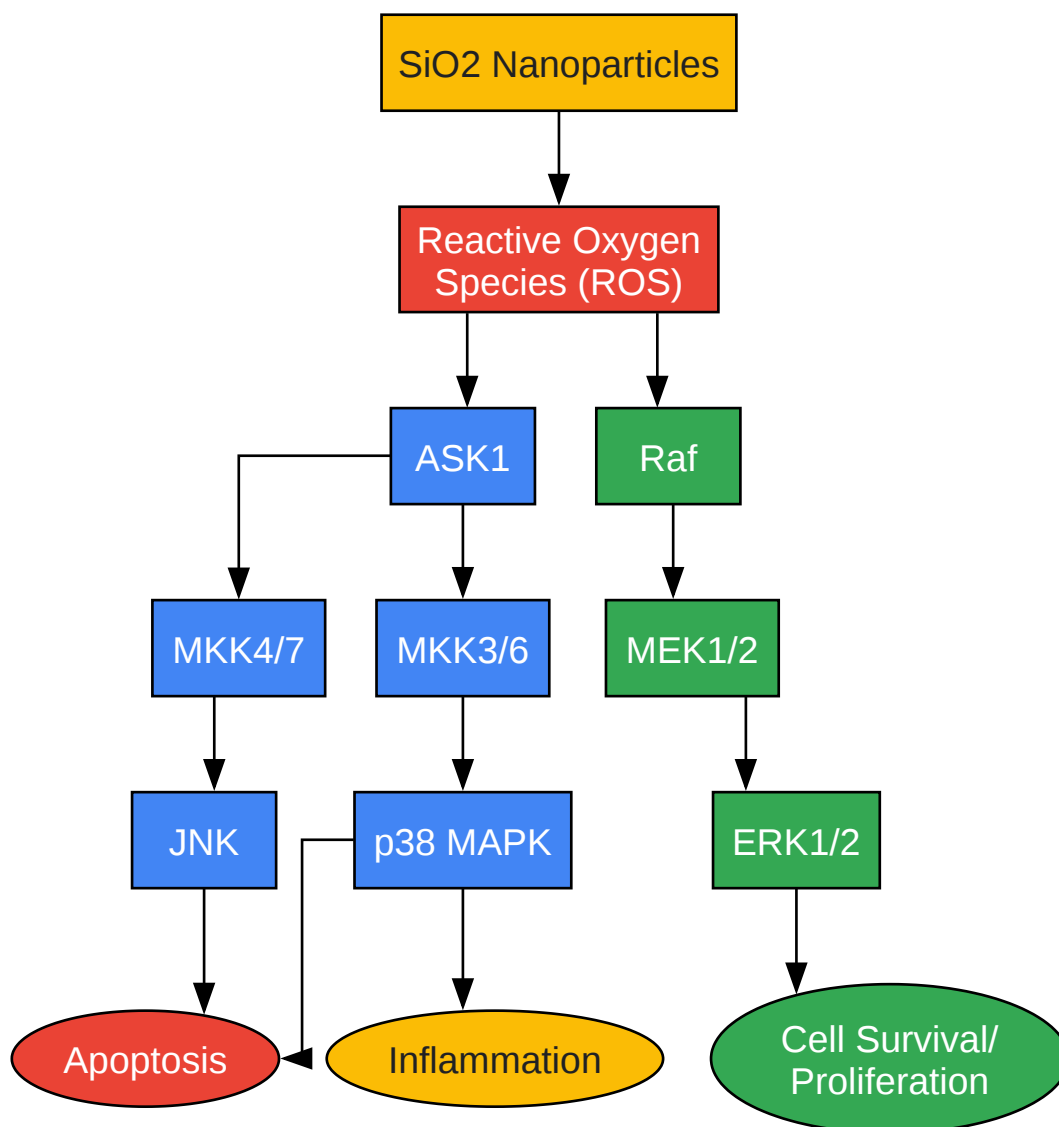 SiO2 Nanoparticles
Reactive Oxygen
Species (ROS)
ASK1
Raf
MKK4/7
MKK3/6
MEK1/2
JNK
p38 MAPK
ERK1/2
Apoptosis
Inflammation
Cell Survival/
Proliferation